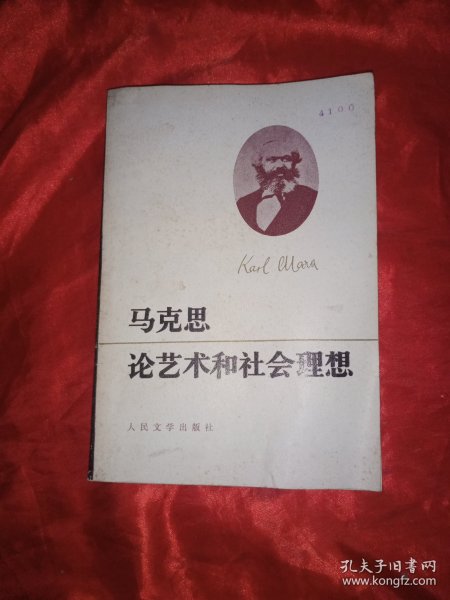 4100
Karl Marx
马克思
论艺术和社会理想
人民文学出版社
孔夫子旧书网
www.kongfz.com